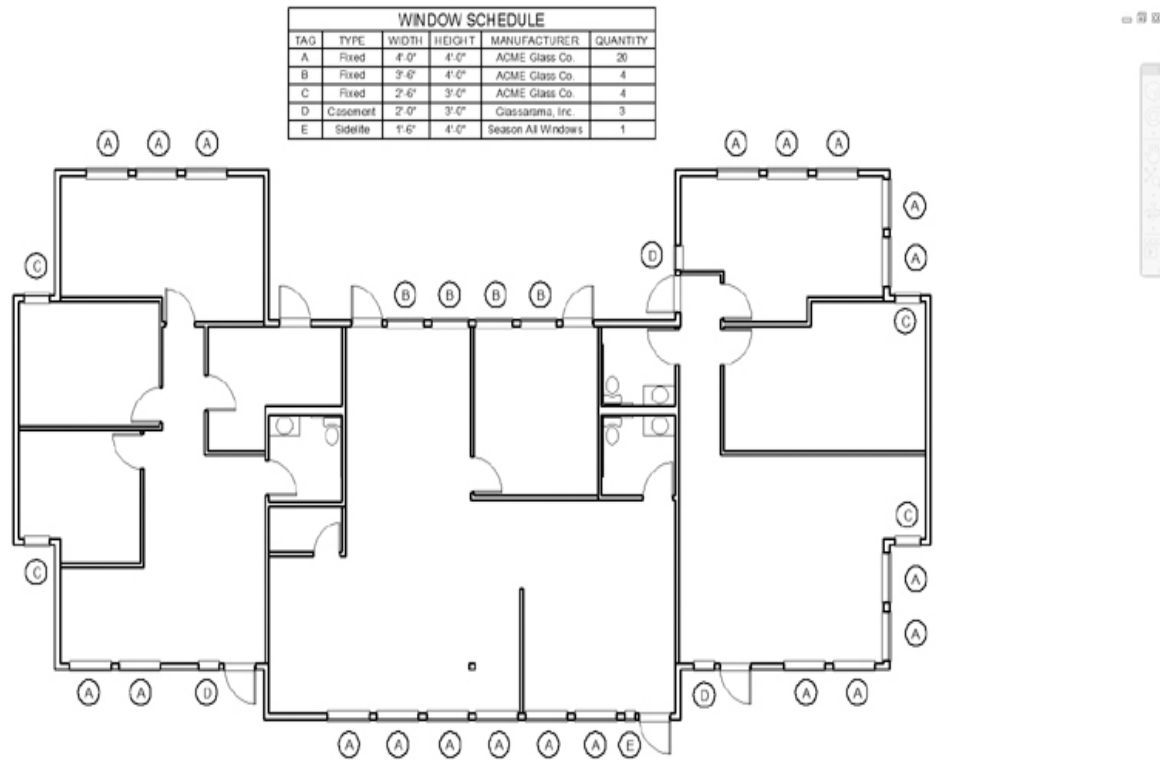 WINDOW SCHEDULE
TAG TYPE WIDTH HEIGHT MANUFACTURER QUANTITY
A Fixed 4'-0" 4'-0" ACME Glass Co. 20
B Fixed 3'-6" 4'-0" ACME Glass Co. 4
C Fixed 2'-6" 3'-0" ACME Glass Co. 4
D Casement 2'-0" 3'-0" Glassarama, Inc. 3
E Sidelite 1'-6" 4'-0" Season All Windows 1
A A A A A A
A
D A
C
B B B B
C
C
C
A
A
A A D D A A
A A A A A A E